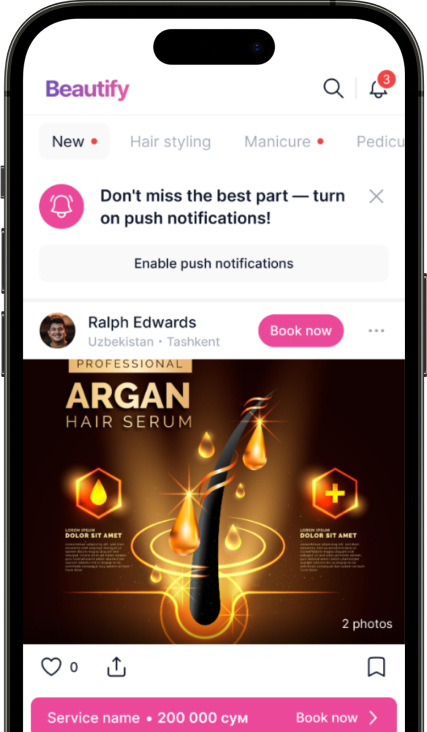 Beautify
3
New
Hair styling
Manicure
Pedicu
Don't miss the best part — turn
on push notifications!
Enable push notifications
Ralph Edwards
Uzbekistan • Tashkent
Book now
PROFESSIONAL
ARGAN
HAIR SERUM
LOREM IPSUM
DOLOR SIT AMET
LOREM IPSUM
DOLOR SIT AMET
2 photos
0
Service name • 200 000 сум
Book now